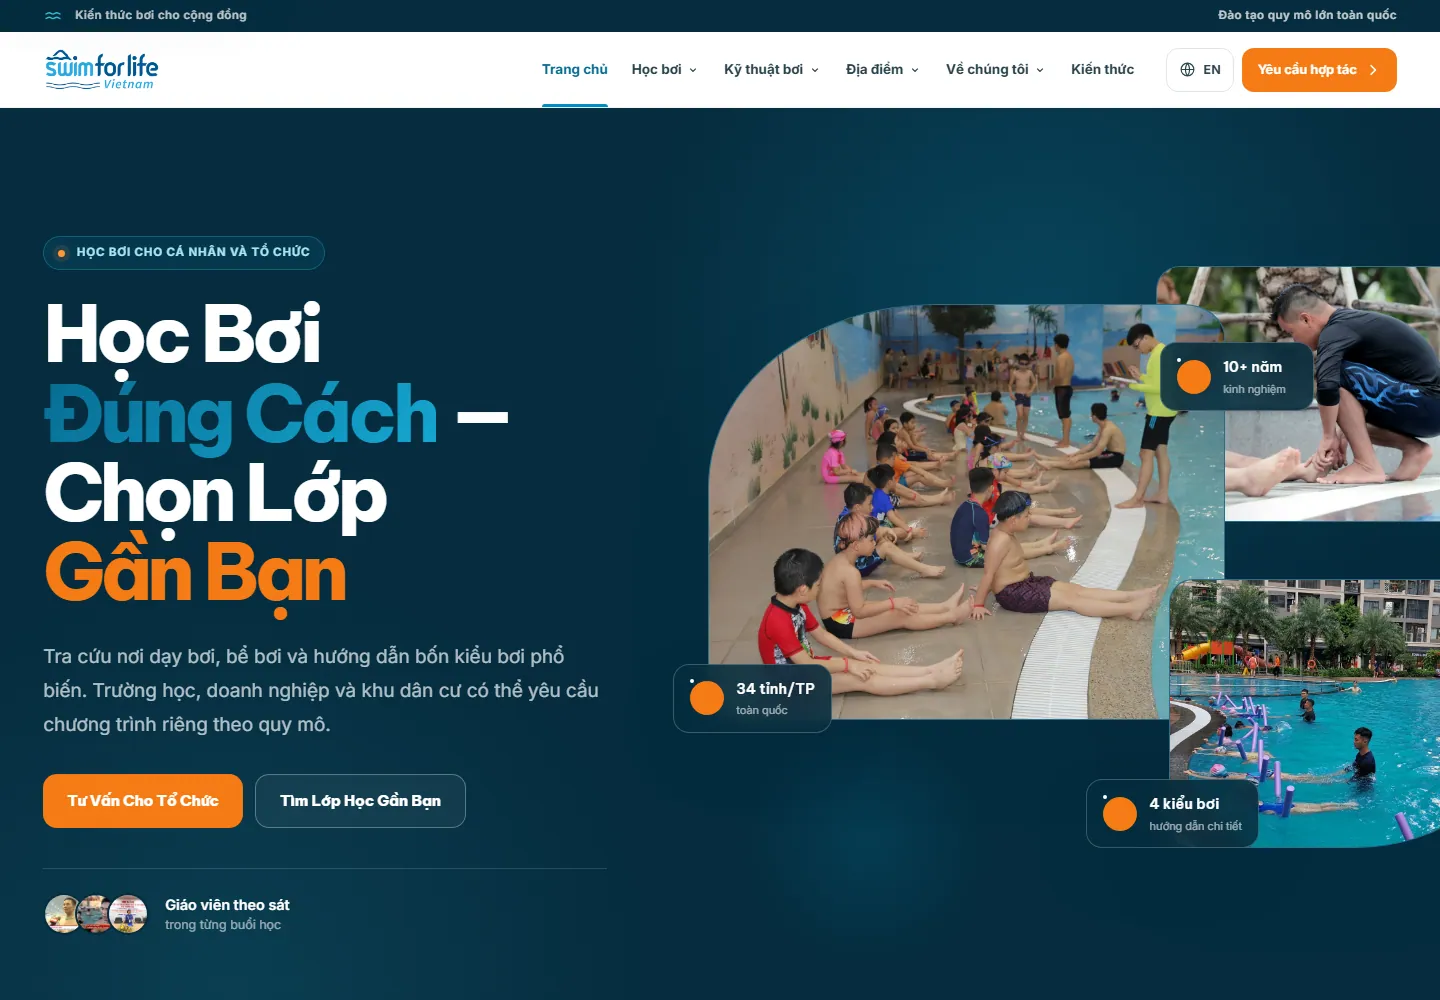 Kiến thức bơi cho cộng đồng
Đào tạo quy mô lớn toàn quốc
swimforlife
Vietnam
Trang chủ
Học bơi
Kỹ thuật bơi
Địa điểm
Về chúng tôi
Kiến thức
EN
Yêu cầu hợp tác
HỌC BƠI CHO CÁ NHÂN VÀ TỔ CHỨC
Học Bơi
Đúng Cách –
Chọn Lớp
Gần Bạn
Tra cứu nơi dạy bơi, bể bơi và hướng dẫn bốn kiểu bơi phổ
biến. Trường học, doanh nghiệp và khu dân cư có thể yêu cầu
chương trình riêng theo quy mô.
Tư Vấn Cho Tổ Chức
Tìm Lớp Học Gần Bạn
Giáo viên theo sát
trong từng buổi học
10+ năm
kinh nghiệm
34 tỉnh/TP
toàn quốc
4 kiểu bơi
hướng dẫn chi tiết